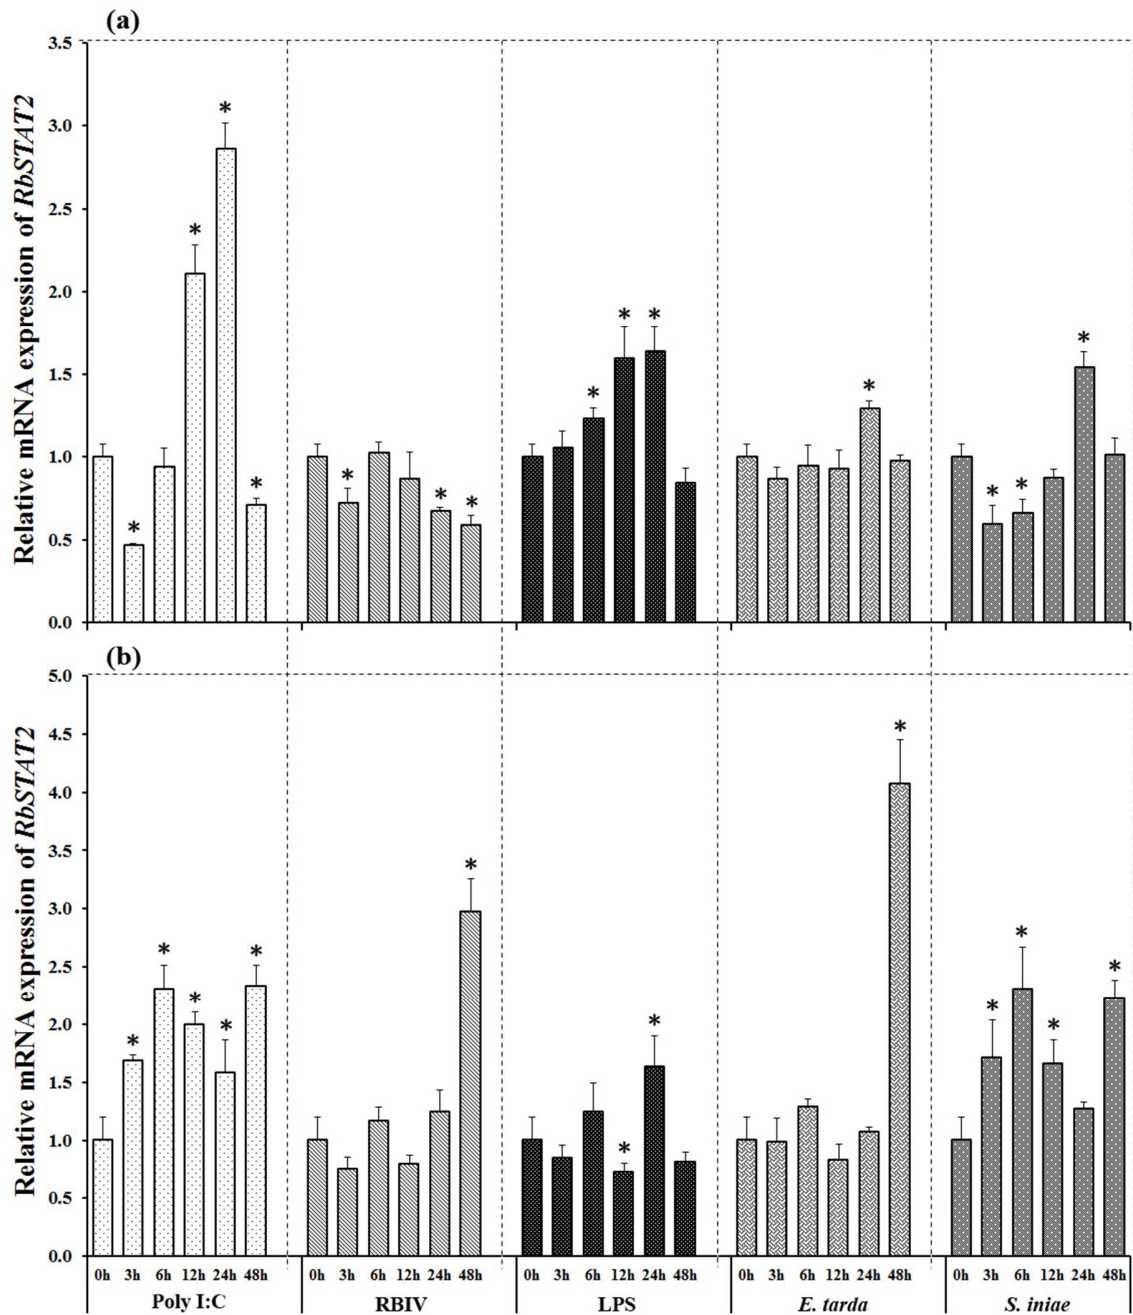 (a)
Relative mRNA expression of RbSTAT2
3.5
3.0
2.5
2.0
1.5
1.0
0.5
0.0
* * * *
* * *
* * *
*
* * *
(b)
Relative mRNA expression of RbSTAT2
5.0
4.5
4.0
3.5
3.0
2.5
2.0
1.5
1.0
0.5
0.0
* * * * *
*
* *
*
* * * *
0h 3h 6h 12h 24h 48h 0h 3h 6h 12h 24h 48h 0h 3h 6h 12h 24h 48h 0h 3h 6h 12h 24h 48h 0h 3h 6h 12h 24h 48h
Poly I:C RBIV LPS E. tarda S. iniae